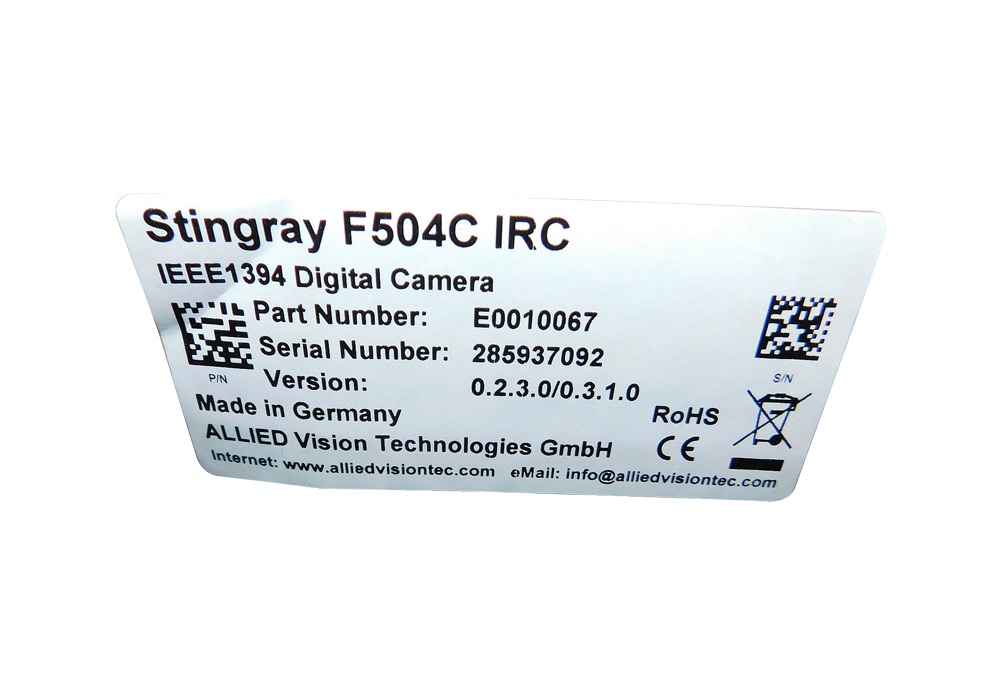 Stingray F504C IRC
IEEE1394 Digital Camera
Part Number: E0010067
Serial Number: 285937092
P/N
S/N
Version: 0.2.3.0/0.3.1.0
Made in Germany
RoHS
ALLIED Vision Technologies GmbH
CE
Internet: www.alliedvisiontec.com eMail: info@alliedvisiontec.com